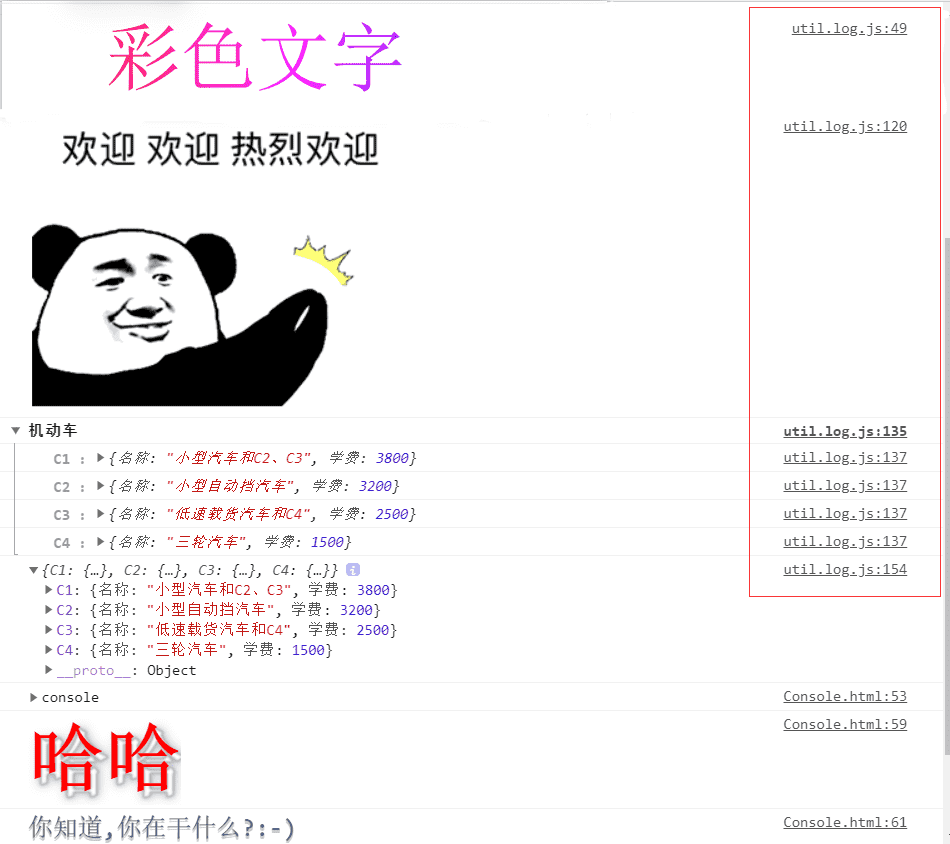 彩色文字 util.log.js:49
util.log.js:120
欢迎 欢迎 热烈欢迎
机动车 util.log.js:135
C1 : {名称: "小型汽车和C2、C3", 学费: 3800} util.log.js:137
C2 : {名称: "小型自动挡汽车", 学费: 3200} util.log.js:137
C3 : {名称: "低速载货汽车和C4", 学费: 2500} util.log.js:137
C4 : {名称: "三轮汽车", 学费: 1500} util.log.js:137
{C1: {…}, C2: {…}, C3: {…}, C4: {…}} i util.log.js:154
C1: {名称: "小型汽车和C2、C3", 学费: 3800}
C2: {名称: "小型自动挡汽车", 学费: 3200}
C3: {名称: "低速载货汽车和C4", 学费: 2500}
C4: {名称: "三轮汽车", 学费: 1500}
__proto__: Object
console Console.html:53
哈哈 Console.html:59
你知道,你在干什么?:-) Console.html:61